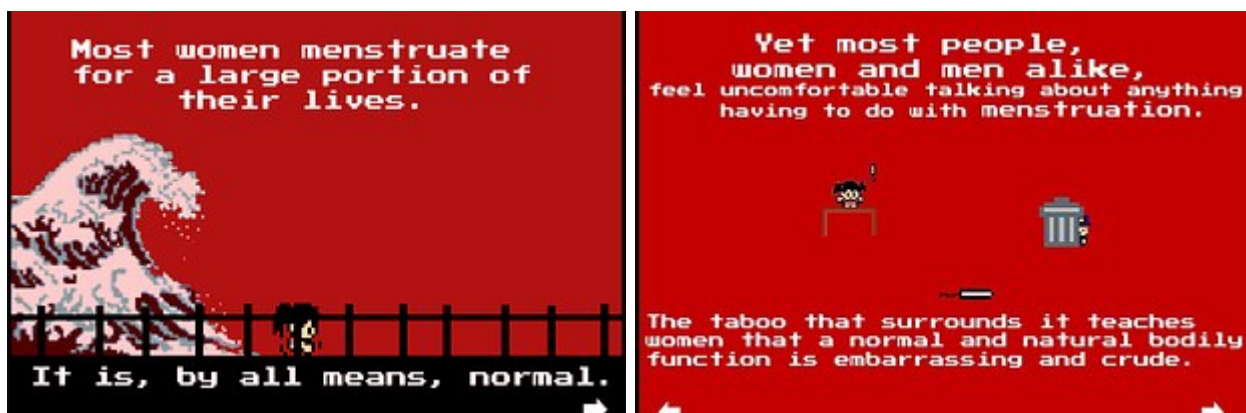 Most women menstruate
for a large portion of
their lives.
It is, by all means, normal.
Yet most people,
women and men alike,
feel uncomfortable talking about anything
having to do with menstruation.
!
The taboo that surrounds it teaches
women that a normal and natural bodily
function is embarrassing and crude.